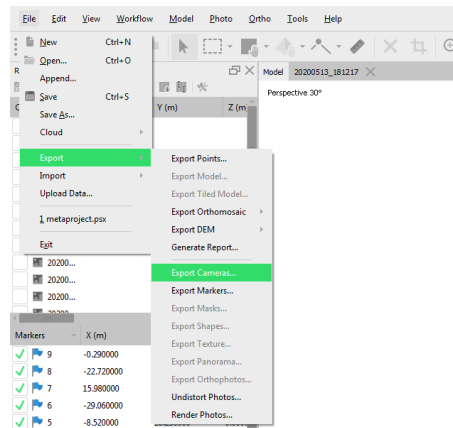 File Edit View Workflow Model Photo Ortho Tools Help
New Ctrl+N
Open... Ctrl+O
Append...
Save Ctrl+S
Save As...
Cloud
Export
Import
Upload Data...
1 metaproject.psx
Exit
Model 20200513_181217
Perspective 30°
Y (m) Z (m
Export Points...
Export Model...
Export Tiled Model...
Export Orthomosaic
Export DEM
Generate Report...
Export Cameras...
Export Markers...
Export Masks...
Export Shapes...
Export Texture...
Export Panorama...
Export Orthophotos...
Undistort Photos...
Render Photos...
20200...
20200...
20200...
Markers X (m)
9 -0.290000
8 -22.720000
7 15.980000
6 -29.060000
5 -8.520000